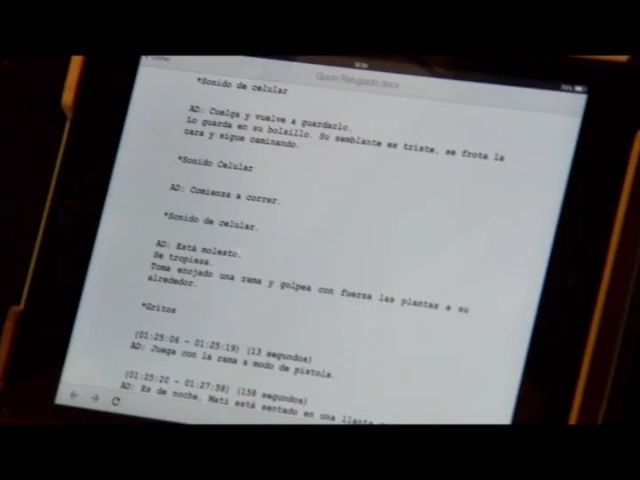 Guion Refugiado.docx
*Sonido de celular
AD: Cuelga y vuelve a guardarlo.
Lo guarda en su bolsillo. Su semblante es triste, se frota la
cara y sigue caminando.
*Sonido Celular
AD: Comienza a correr.
*Sonido de celular.
AD: Está molesto.
Se tropieza.
Toma enojado una rama y golpea con fuerza las plantas a su
alrededor.
*Gritos
(01:25:06 - 01:25:19) (13 segundos)
AD: Juega con la rama a modo de pistola.
(01:25:20 - 01:27:58) (158 segundos)
AD: Es de noche, Mati está sentado en una llanta